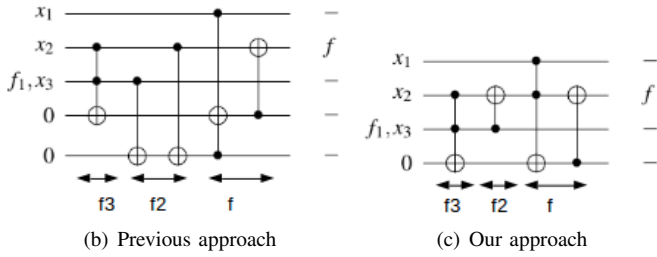 x1
x2 f
f1,x3
0
0
f3 f2 f
(b) Previous approach
x1
x2 f
f1,x3
0
f3 f2 f
(c) Our approach